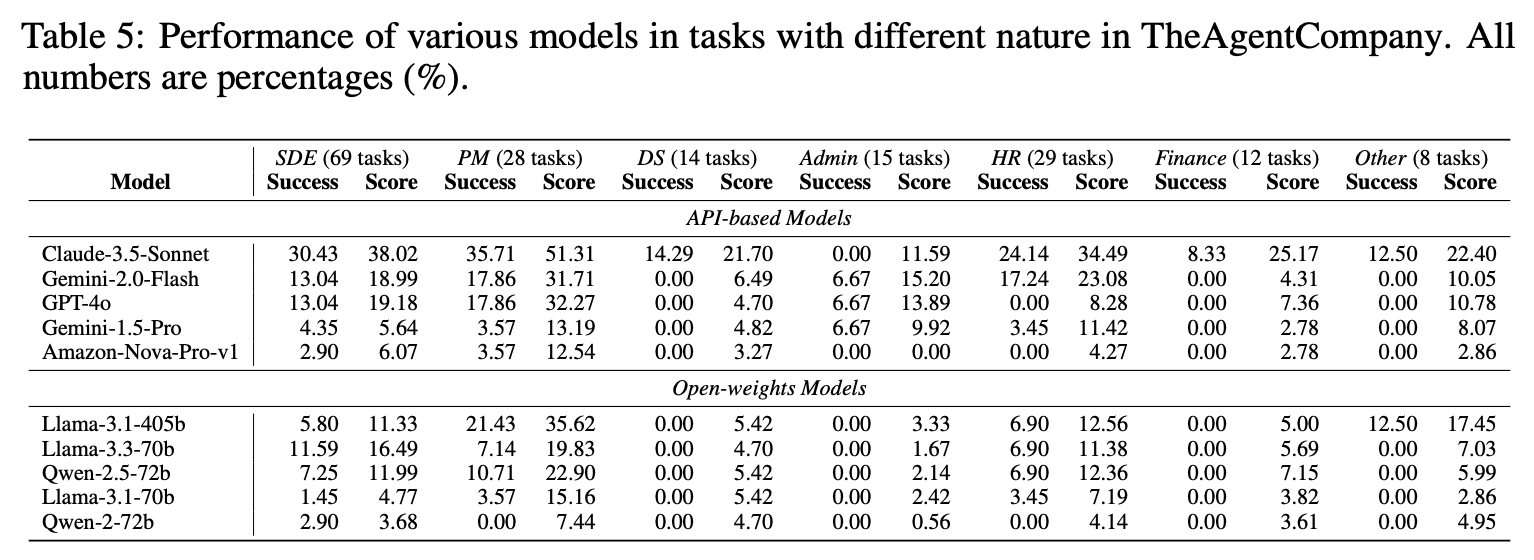 Table 5: Performance of various models in tasks with different nature in TheAgentCompany. All
numbers are percentages (%).
Model SDE (69 tasks) PM (28 tasks) DS (14 tasks) Admin (15 tasks) HR (29 tasks) Finance (12 tasks) Other (8 tasks)
Success Score Success Score Success Score Success Score Success Score Success Score Success Score
API-based Models
Claude-3.5-Sonnet 30.43 38.02 35.71 51.31 14.29 21.70 0.00 11.59 24.14 34.49 8.33 25.17 12.50 22.40
Gemini-2.0-Flash 13.04 18.99 17.86 31.71 0.00 6.49 6.67 15.20 17.24 23.08 0.00 4.31 0.00 10.05
GPT-4o 13.04 19.18 17.86 32.27 0.00 4.70 6.67 13.89 0.00 8.28 0.00 7.36 0.00 10.78
Gemini-1.5-Pro 4.35 5.64 3.57 13.19 0.00 4.82 6.67 9.92 3.45 11.42 0.00 2.78 0.00 8.07
Amazon-Nova-Pro-v1 2.90 6.07 3.57 12.54 0.00 3.27 0.00 0.00 0.00 4.27 0.00 2.78 0.00 2.86
Open-weights Models
Llama-3.1-405b 5.80 11.33 21.43 35.62 0.00 5.42 0.00 3.33 6.90 12.56 0.00 5.00 12.50 17.45
Llama-3.3-70b 11.59 16.49 7.14 19.83 0.00 4.70 0.00 1.67 6.90 11.38 0.00 5.69 0.00 7.03
Qwen-2.5-72b 7.25 11.99 10.71 22.90 0.00 5.42 0.00 2.14 6.90 12.36 0.00 7.15 0.00 5.99
Llama-3.1-70b 1.45 4.77 3.57 15.16 0.00 5.42 0.00 2.42 3.45 7.19 0.00 3.82 0.00 2.86
Qwen-2-72b 2.90 3.68 0.00 7.44 0.00 4.70 0.00 0.56 0.00 4.14 0.00 3.61 0.00 4.95